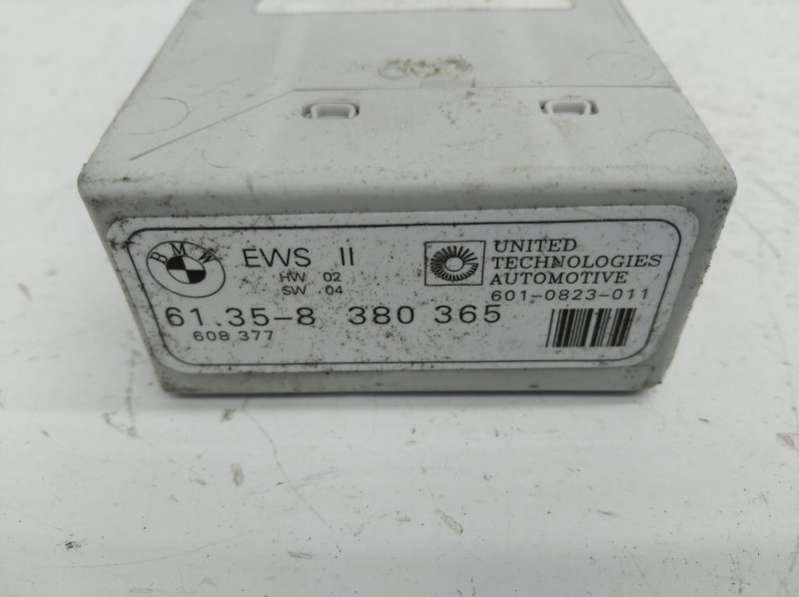 BMW
EWS II
HW 02
SW .04
61.35-8 380 365
608 377
UNITED
TECHNOLOGIES
AUTOMOTIVE
601-0823-011